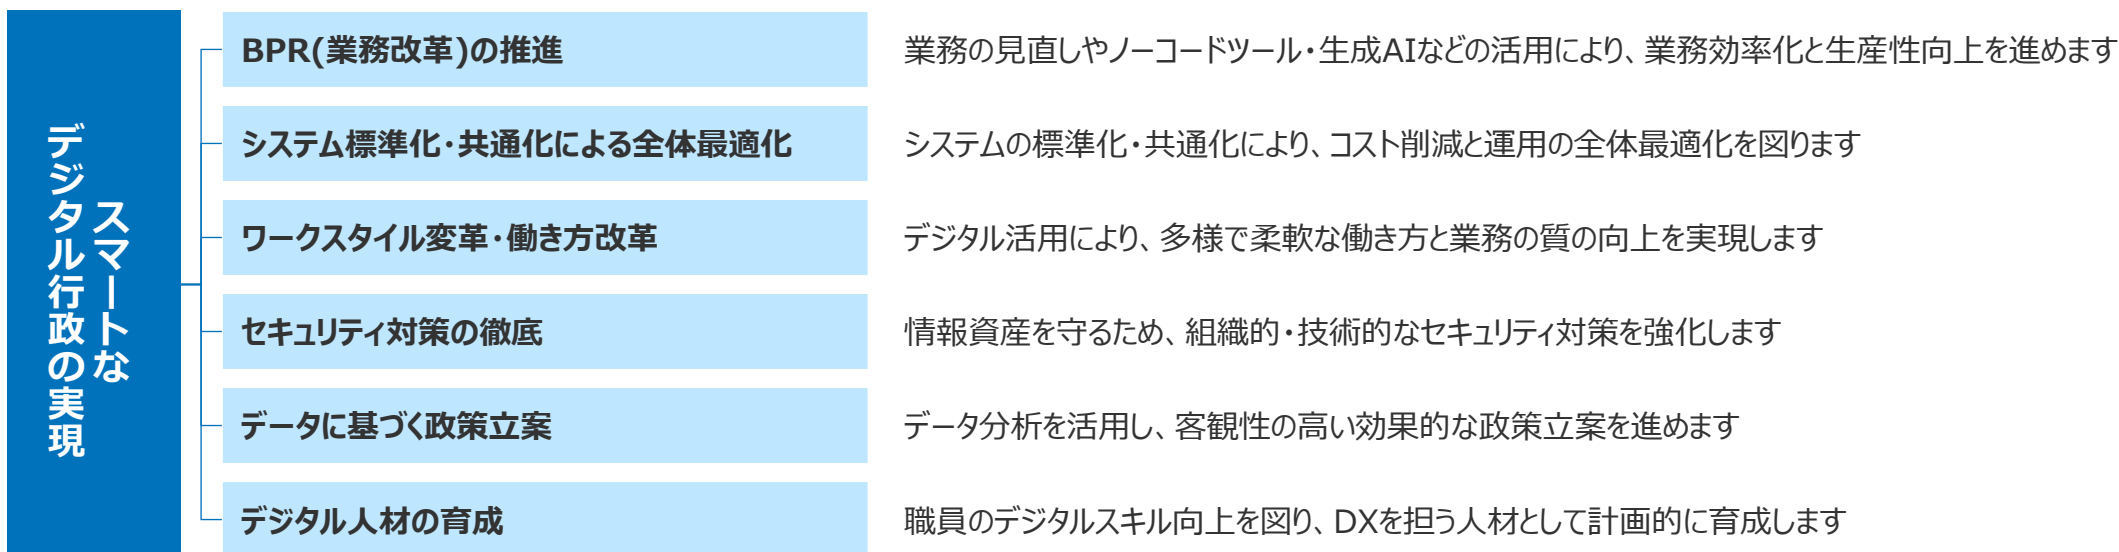 スマートな
デジタル行政の実現
BPR(業務改革)の推進
業務の見直しやノーコードツール・生成AIなどの活用により、業務効率化と生産性向上を進めます
システム標準化・共通化による全体最適化
システムの標準化・共通化により、コスト削減と運用の全体最適化を図ります
ワークスタイル変革・働き方改革
デジタル活用により、多様で柔軟な働き方と業務の質の向上を実現します
セキュリティ対策の徹底
情報資産を守るため、組織的・技術的なセキュリティ対策を強化します
データに基づく政策立案
データ分析を活用し、客観性の高い効果的な政策立案を進めます
デジタル人材の育成
職員のデジタルスキル向上を図り、DXを担う人材として計画的に育成します